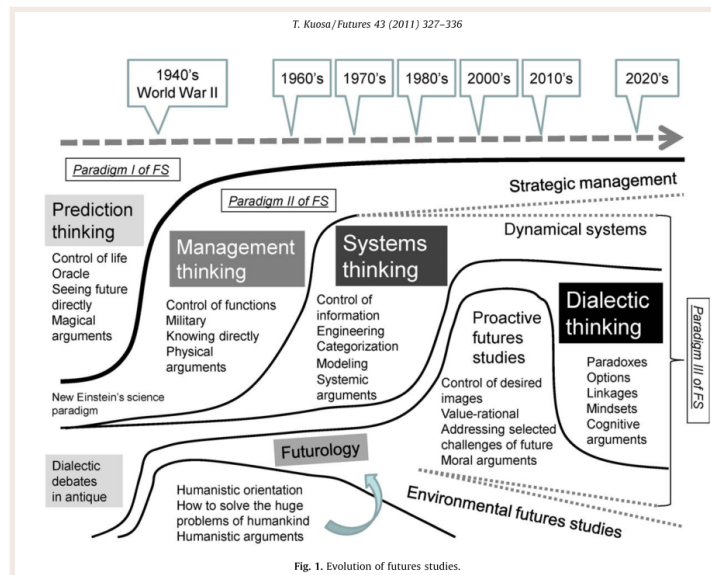 T. Kuosa / Futures 43 (2011) 327–336
1940's
World War II
1960's
1970's
1980's
2000's
2010's
2020's
Paradigm I of FS
Paradigm II of FS
Strategic management
Prediction
thinking
Control of life
Oracle
Seeing future
directly
Magical
arguments
Management
thinking
Control of functions
Military
Knowing directly
Physical
arguments
Systems
thinking
Control of
information
Engineering
Categorization
Modeling
Systemic
arguments
Dynamical systems
Proactive
futures
studies
Control of desired
images
Value-rational
Addressing selected
challenges of future
Moral arguments
Dialectic
thinking
Paradoxes
Options
Linkages
Mindsets
Cognitive
arguments
Paradigm III of FS
New Einstein's science
paradigm
Dialectic
debates
in antique
Futurology
Humanistic orientation
How to solve the huge
problems of humankind
Humanistic arguments
Environmental futures studies
Fig. 1. Evolution of futures studies.